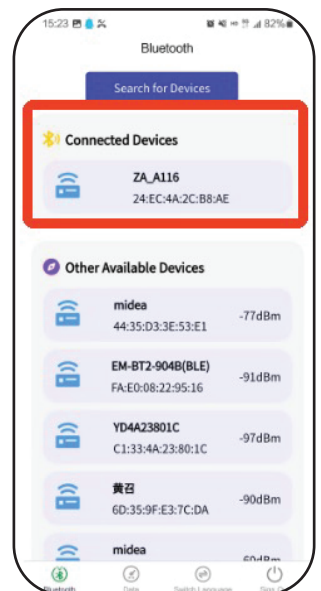 15:23
82%
Bluetooth
Search for Devices
Connected Devices
ZA_A116
24:EC:4A:2C:B8:AE
Other Available Devices
midea
44:35:D3:3E:53:E1
-77dBm
EM-BT2-904B(BLE)
FA:E0:08:22:95:16
-91dBm
YD4A23801C
C1:33:4A:23:80:1C
-97dBm
黄召
6D:35:9F:E3:7C:DA
-90dBm
midea
Bluetooth
Data
Switch Language